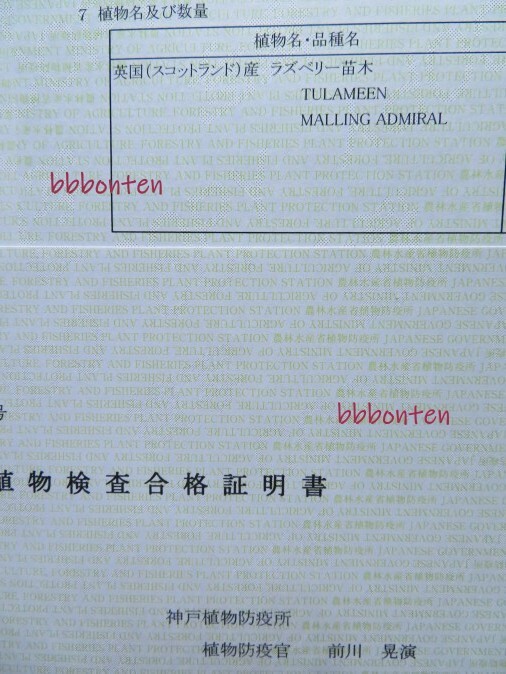 7 植物名及び数量
植物名・品種名
英国(スコットランド)産 ラズベリー苗木
TULAMEEN
MALLING ADMIRAL
bbbonten
bbbonten
号
植物検査合格証明書
神戸植物防疫所
植物防疫官 前川 晃演